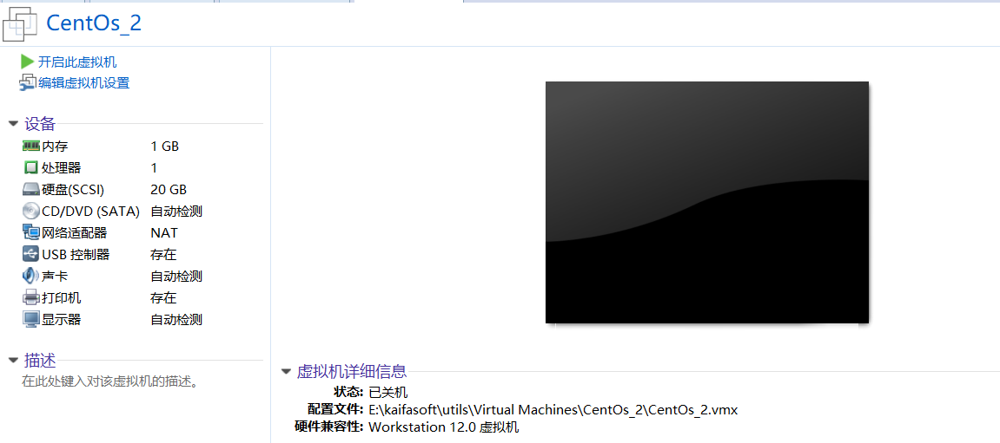 CentOs_2
开启此虚拟机
编辑虚拟机设置
设备
内存 1 GB
处理器 1
硬盘(SCSI) 20 GB
CD/DVD (SATA) 自动检测
网络适配器 NAT
USB 控制器 存在
声卡 自动检测
打印机 存在
显示器 自动检测
描述
在此处键入对该虚拟机的描述。
虚拟机详细信息
状态: 已关机
配置文件: E:\kaifasoft\utils\Virtual Machines\CentOs_2\CentOs_2.vmx
硬件兼容性: Workstation 12.0 虚拟机